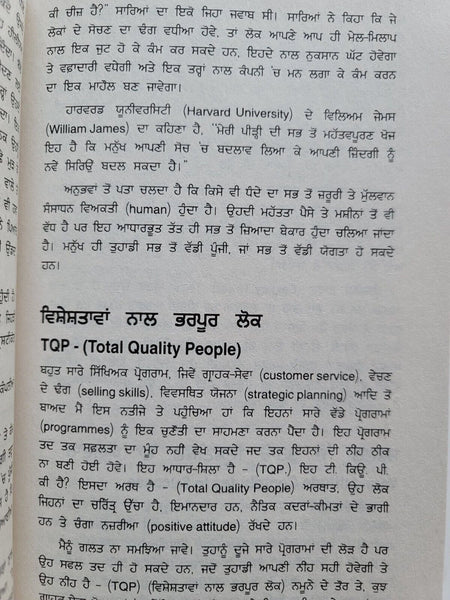 ਕੀ ਚੀਜ਼ ਹੈ?” ਸਾਰਿਆਂ ਦਾ ਇਕੋ ਜਿਹਾ ਜਵਾਬ ਸੀ। ਸਾਰਿਆਂ ਨੇ ਕਿਹਾ ਕਿ ਜੇ
ਲੋਕਾਂ ਦੇ ਸੋਚਣ ਦਾ ਢੰਗ ਵਧੀਆ ਹੋਵੇ, ਤਾਂ ਲੋਕ ਆਪਣੇ ਆਪ ਹੀ ਮੇਲ-ਮਿਲਾਪ
ਨਾਲ ਇਕ ਜੁਟ ਹੋ ਕੇ ਕੰਮ ਕਰ ਸਕਦੇ ਹਨ, ਇਹਦੇ ਨਾਲ ਨੁਕਸਾਨ ਘੱਟ ਹੋਵੇਗਾ
ਤੇ ਵਫ਼ਾਦਾਰੀ ਵਧੇਗੀ ਅਤੇ ਇਕ ਤਰ੍ਹਾਂ ਨਾਲ ਕੰਪਨੀ ’ਚ ਮਨ ਲਗਾ ਕੇ ਕੰਮ ਕਰਨ
ਦਾ ਇਕ ਮਾਹੌਲ ਬਣ ਜਾਵੇਗਾ।
ਹਾਰਵਰਡ ਯੂਨੀਵਰਸਿਟੀ (Harvard University) ਦੇ ਵਿਲਿਅਮ ਜੇਮਸ
(William James) ਦਾ ਕਹਿਣਾ ਹੈ, “ਮੇਰੀ ਪੀੜ੍ਹੀ ਦੀ ਸਭ ਤੋਂ ਮਹੱਤਵਪੂਰਣ ਖੋਜ
ਇਹ ਹੈ ਕਿ ਮਨੁੱਖ ਆਪਣੀ ਸੋਚ ’ਚ ਬਦਲਾਵ ਲਿਆ ਕੇ ਆਪਣੀ ਜ਼ਿੰਦਗੀ ਨੂੰ
ਨਵੇਂ ਸਿਰਿਉਂ ਬਦਲ ਸਕਦਾ ਹੈ।”
ਅਨੁਭਵਾਂ ਤੋਂ ਪਤਾ ਚਲਦਾ ਹੈ ਕਿ ਕਿਸੇ ਵੀ ਧੰਦੇ ਦਾ ਸਭ ਤੋਂ ਜ਼ਰੂਰੀ ਤੇ ਮੁੱਲਵਾਨ
ਸੰਸਾਧਨ ਵਿਅਕਤੀ (human) ਹੁੰਦਾ ਹੈ। ਉਹਦੀ ਮਹੱਤਤਾ ਪੈਸੇ ਤੇ ਮਸ਼ੀਨਾਂ ਤੋਂ ਵੀ
ਵੱਧ ਹੈ ਪਰ ਇਹ ਆਧਾਰਭੂਤ ਤੱਤ ਹੀ ਸਭ ਤੋਂ ਜ਼ਿਆਦਾ ਬੇਕਾਰ ਹੁੰਦਾ ਚਲਿਆ ਜਾਂਦਾ
ਹੈ। ਮਨੁੱਖ ਹੀ ਤੁਹਾਡੀ ਸਭ ਤੋਂ ਵੱਡੀ ਪੂੰਜੀ, ਜਾਂ ਸਭ ਤੋਂ ਵੱਡੀ ਯੋਗਤਾ ਹੋ ਸਕਦੇ
ਹਨ।
ਵਿਸ਼ੇਸ਼ਤਾਵਾਂ ਨਾਲ ਭਰਪੂਰ ਲੋਕ
TQP - (Total Quality People)
ਬਹੁਤ ਸਾਰੇ ਸਿੱਖਿਅਕ ਪ੍ਰੋਗਰਾਮ, ਜਿਵੇਂ ਗ੍ਰਾਹਕ-ਸੇਵਾ (customer service), ਵੇਚਣ
ਦੇ ਢੰਗ (selling skills), ਵਿਵਸਥਿਤ ਯੋਜਨਾ (strategic planning) ਆਦਿ ਤੋਂ
ਬਾਅਦ ਮੈਂ ਇਸ ਨਤੀਜੇ ਤੇ ਪਹੁੰਚਿਆ ਹਾਂ ਕਿ ਇਹਨਾਂ ਸਾਰੇ ਵੱਡੇ ਪ੍ਰੋਗਰਾਮਾਂ
(programmes) ਨੂੰ ਇਕ ਚੁਣੌਤੀ ਦਾ ਸਾਹਮਣਾ ਕਰਨਾ ਪੈਂਦਾ ਹੈ। ਇਹ ਪ੍ਰੋਗਰਾਮ
ਤਦ ਤਕ ਸਫਲਤਾ ਦਾ ਮੂੰਹ ਨਹੀਂ ਵੇਖ ਸਕਦੇ ਜਦ ਤਕ ਇਹਨਾਂ ਦੀ ਨੀਂਹ ਠੀਕ
ਨਾ ਬਣੀ ਹੋਈ ਹੋਵੇ। ਇਹ ਆਧਾਰ-ਸ਼ਿਲਾ ਹੈ - (TQP,) ਇਹ ਟੀ. ਕਿਊ. ਪੀ.
ਕੀ ਹੈ? ਇਸਦਾ ਅਰਥ ਹੈ - (Total Quality People) ਅਰਥਾਤ, ਉਹ ਲੋਕ
ਜਿਹਨਾਂ ਦਾ ਚਰਿੱਤ੍ਰ ਉੱਚਾ ਹੈ, ਇਮਾਨਦਾਰ ਹਨ, ਨੈਤਿਕ ਕਦਰਾਂ-ਕੀਮਤਾਂ ਦੇ ਭਾਗੀ
ਹਨ ਤੇ ਚੰਗਾ ਨਜ਼ਰੀਆ (positive attitude) ਰੱਖਦੇ ਹਨ।
ਮੈਨੂੰ ਗਲਤ ਨਾ ਸਮਝਿਆ ਜਾਵੇ। ਤੁਹਾਨੂੰ ਦੂਜੇ ਸਾਰੇ ਪ੍ਰੋਗਰਾਮਾਂ ਦੀ ਲੋੜ ਹੈ ਪਰ
ਉਹ ਸਫਲ ਤਦ ਹੀ ਹੋ ਸਕਦੇ ਹਨ, ਜਦੋਂ ਤੁਹਾਡੀ ਆਪਣੀ ਨੀਂਹ ਸਹੀ ਹੋਵੇਗੀ ਤੇ
ਉਹ ਨੀਂਹ ਹੈ - (TQP) (ਵਿਸ਼ੇਸ਼ਤਾਵਾਂ ਨਾਲ ਭਰਪੂਰ ਲੋਕ) ਨਮੂਨੇ ਦੇ ਤੌਰ ਤੇ, ਕੁਝ